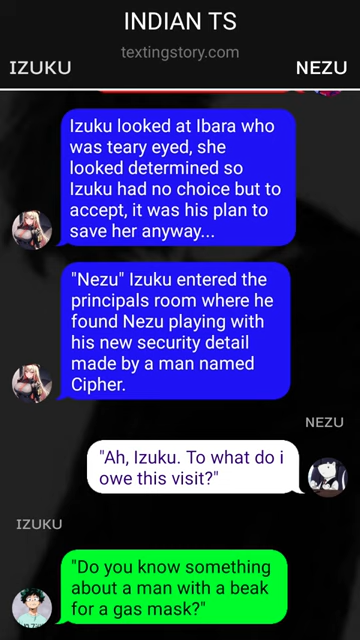 INDIAN TS
textingstory.com
IZUKU
NEZU
Izuku looked at Ibara who
was teary eyed, she
looked determined so
Izuku had no choice but to
accept, it was his plan to
save her anyway...
"Nezu" Izuku entered the
principals room where he
found Nezu playing with
his new security detail
made by a man named
Cipher.
NEZU
"Ah, Izuku. To what do i
owe this visit?"
IZUKU
"Do you know something
about a man with a beak
for a gas mask?"